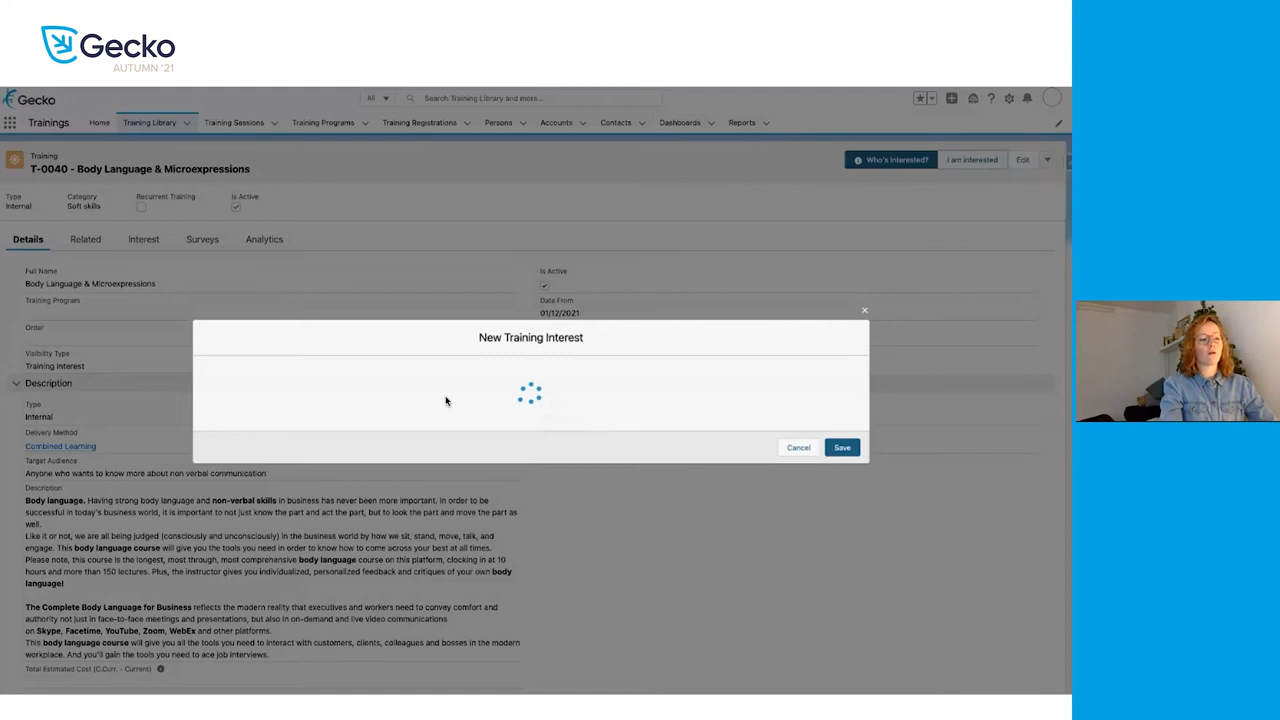 Gecko
AUTUMN '21
Gecko
All
Search Training Library and more...
Trainings
Home
Training Library
Training Sessions
Training Programs
Training Registrations
Persons
Accounts
Contacts
Dashboards
Reports
Training
T-0040 - Body Language & Microexpressions
Who's Interested?
I am interested
Edit
Type
Category
Recurrent Training
Is Active
Internal
Soft skills
Details
Related
Interest
Surveys
Analytics
Full Name
Body Language & Microexpressions
Is Active
Training Program
Date From
01/12/2021
Order
New Training Interest
Visibility Type
Training Interest
Description
Type
Internal
Delivery Method
Combined Learning
Cancel
Save
Target Audience
Anyone who wants to know more about non verbal communication
Description
Body language. Having strong body language and non-verbal skills in business has never been more important. In order to be
successful in today's business world, it is important to not just know the part and act the part, but to look the part and move the part as
well.
Like it or not, we are all being judged (consciously and unconsciously) in the business world by how we sit, stand, move, talk, and
engage. This body language course will give you the tools you need in order to know how to come across your best at all times.
Please note, this course is the longest, most through, most comprehensive body language course on this platform, clocking in at 10
hours and more than 150 lectures. Plus, the instructor gives you individualized, personalized feedback and critiques of your own body
language!
The Complete Body Language for Business reflects the modern reality that executives and workers need to convey comfort and
authority not just in face-to-face meetings and presentations, but also in on-demand and live video communications
on Skype, Facetime, YouTube, Zoom, WebEx and other platforms.
This body language course will give you all the tools you need to interact with customers, clients, colleagues and bosses in the modern
workplace. And you'll gain the tools you need to ace job interviews.
Total Estimated Cost (C.Curr. - Current)